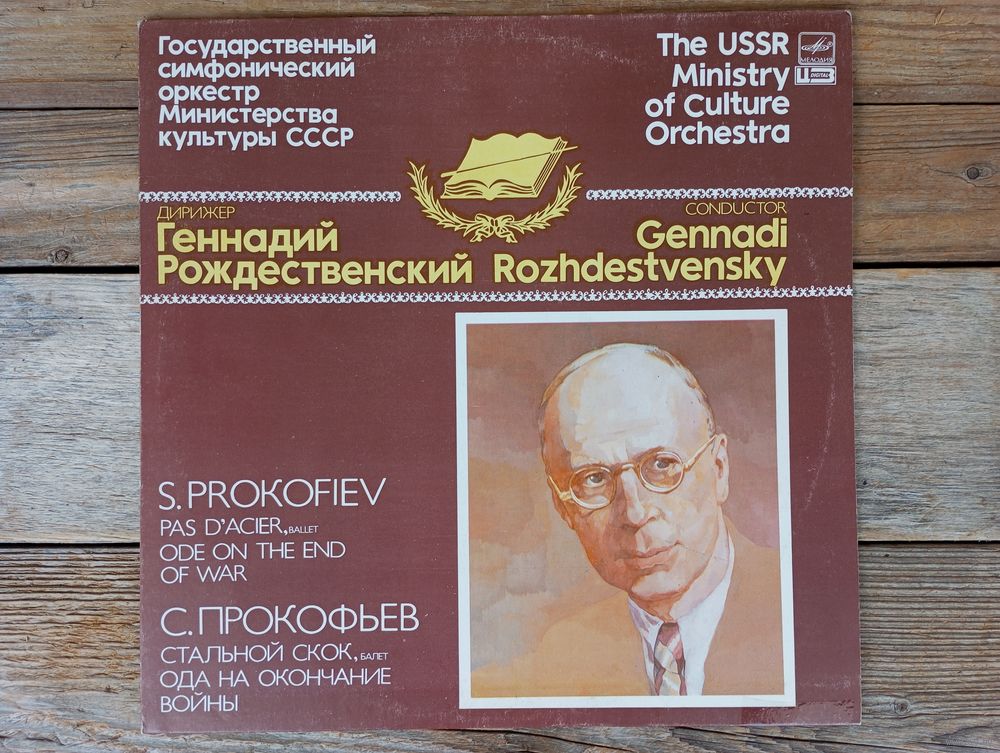 Государственный
симфонический
оркестр
Министерства
культуры СССР
The USSR
Ministry
of Culture
Orchestra
МЕЛОДИЯ
DIGITAL
ДИРИЖЕР
Геннадий
Рождественский
CONDUCTOR
Gennadi
Rozhdestvensky
S. PROKOFIEV
PAS D'ACIER, BALLET
ODE ON THE END
OF WAR
С. ПРОКОФЬЕВ
СТАЛЬНОЙ СКОК, БАЛЕТ
ОДА НА ОКОНЧАНИЕ
ВОЙНЫ